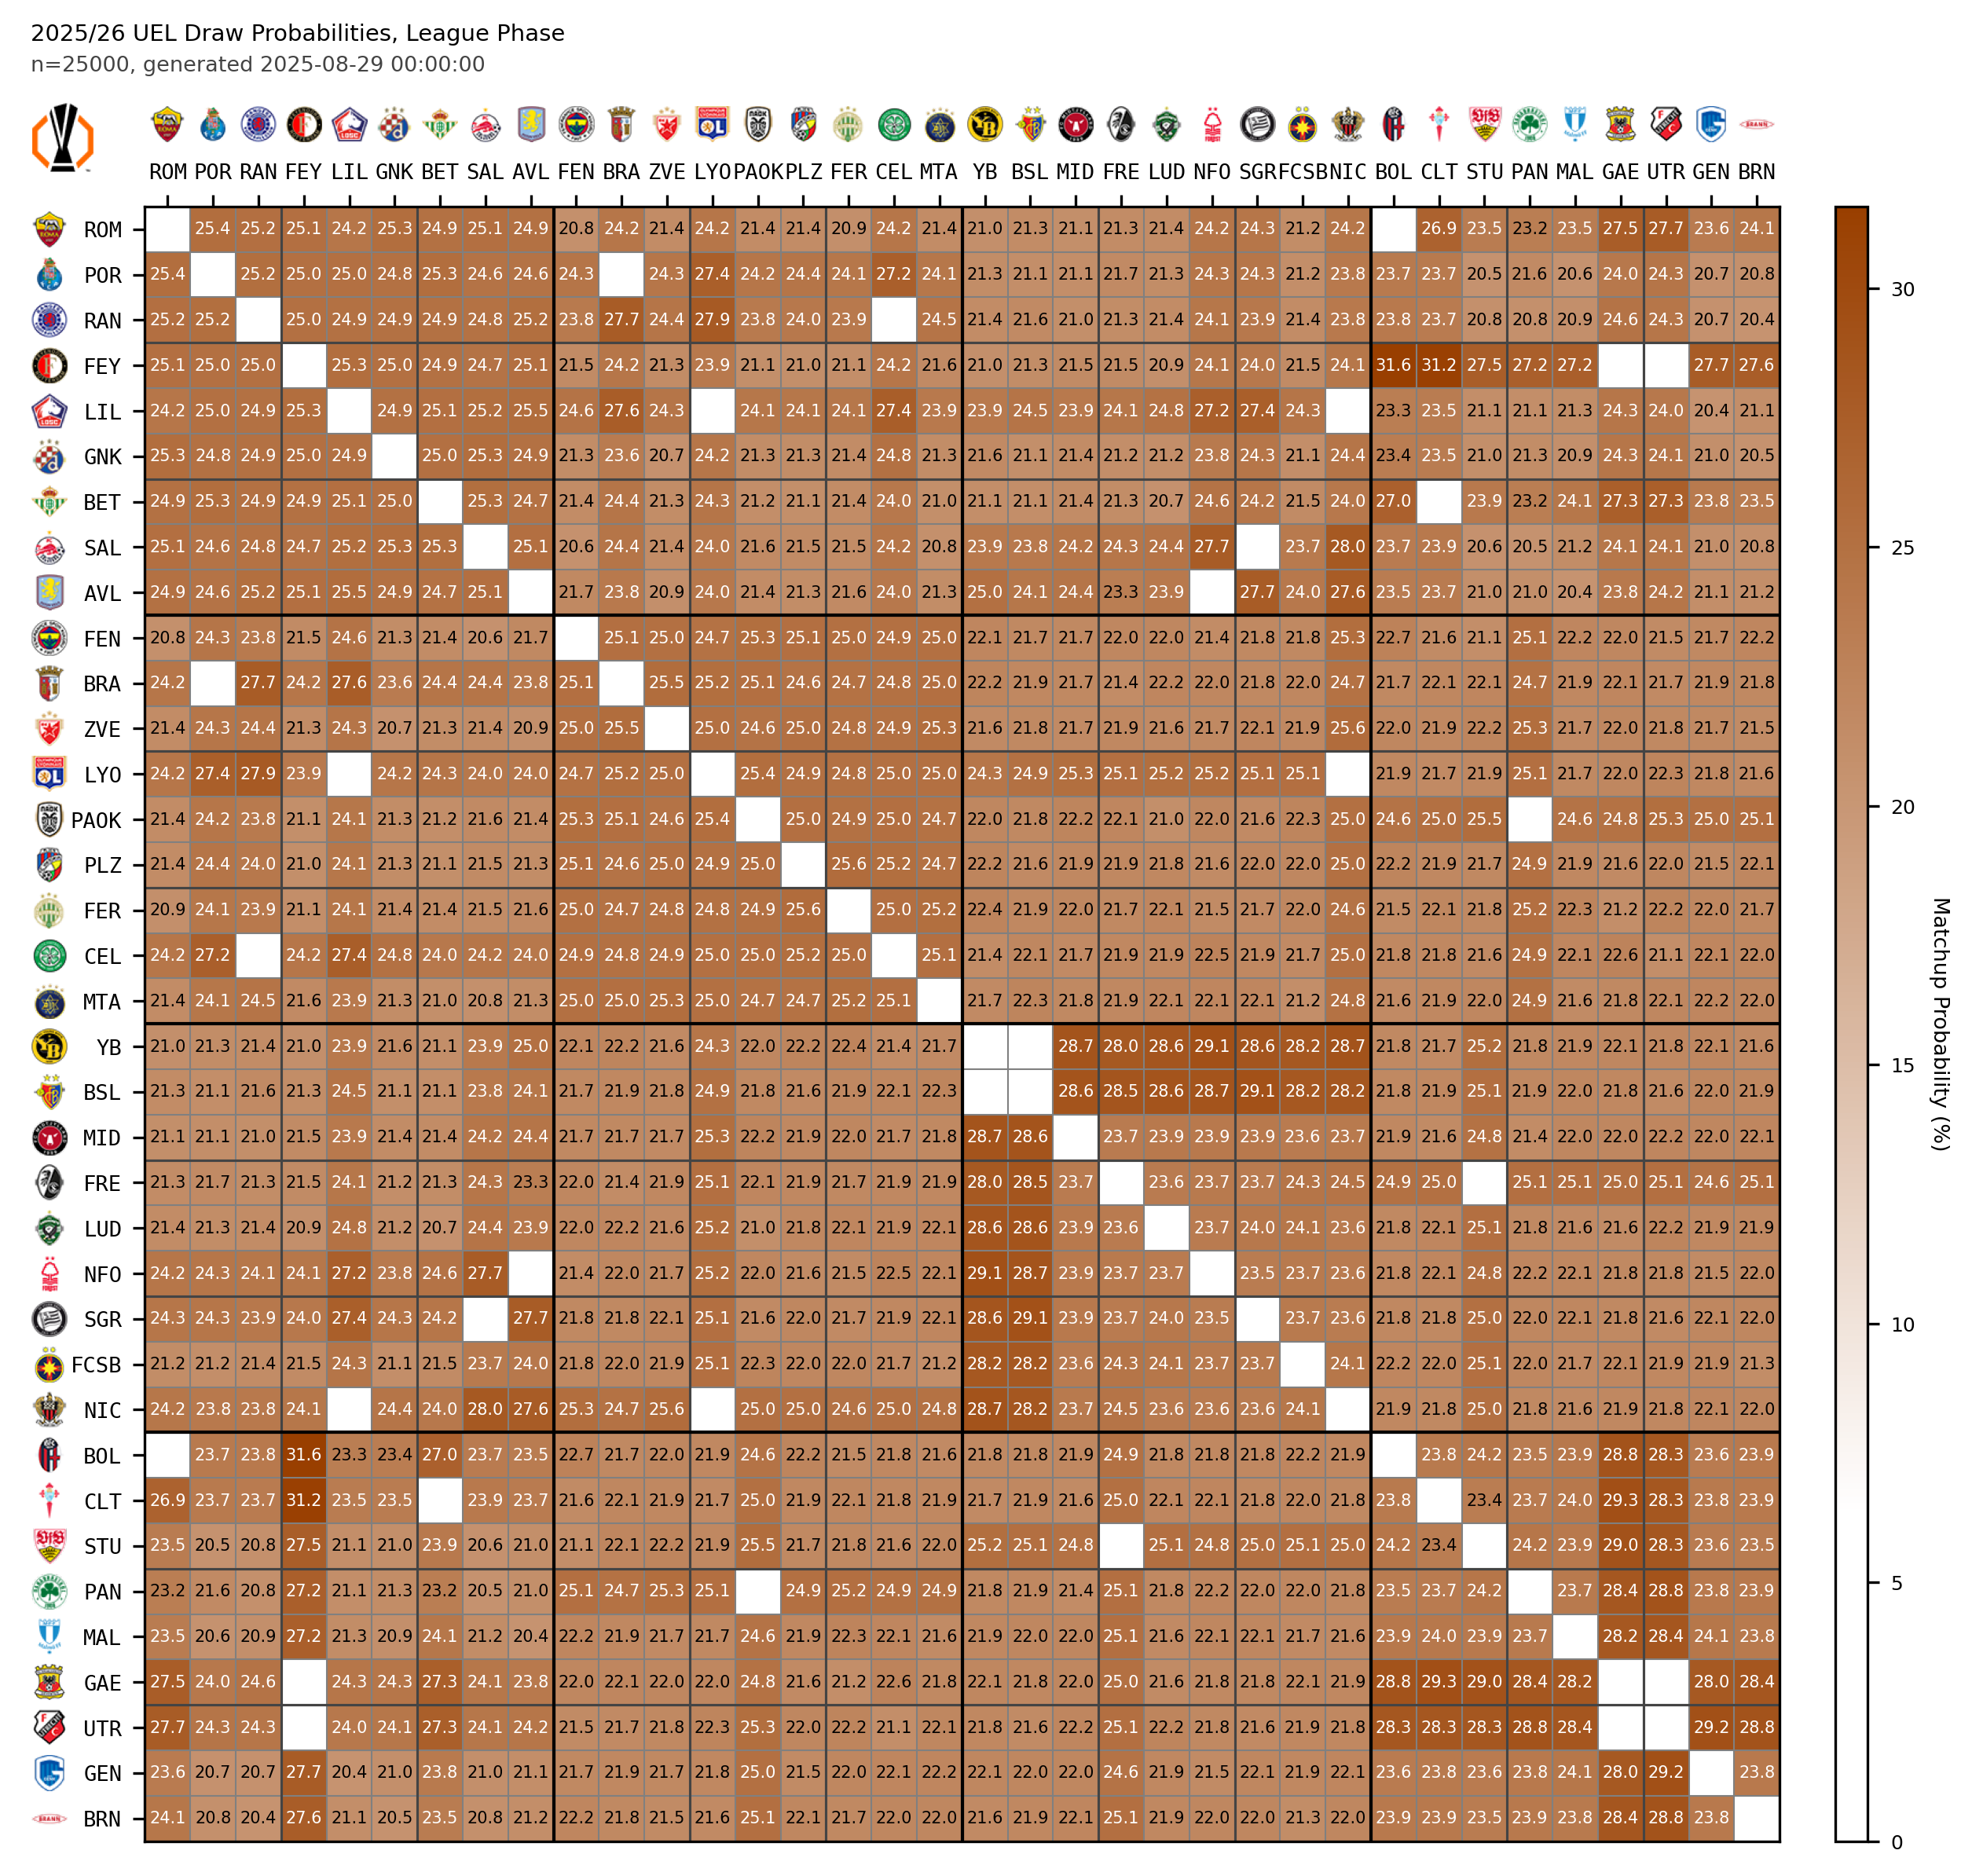 2025/26 UEL Draw Probabilities, League Phase
n=25000, generated 2025-08-29 00:00:00
ROM POR RAN FEY LIL GNK BET SAL AVL FEN BRA ZVE LYO PAOK PLZ FER CEL MTA YB BSL MID FRE LUD NFO SGR FCSB NIC BOL CLT STU PAN MAL GAE UTR GEN BRN
ROM 25.4 25.2 25.1 24.2 25.3 24.9 25.1 24.9 20.8 24.2 21.4 24.2 21.4 21.4 20.9 24.2 21.4 21.0 21.3 21.1 21.3 21.4 24.2 24.3 21.2 24.2 26.9 23.5 23.2 23.5 27.5 27.7 23.6 24.1
POR 25.4 25.2 25.0 25.0 24.8 25.3 24.6 24.6 24.3 24.3 27.4 24.2 24.4 24.1 27.2 24.1 21.3 21.1 21.1 21.7 21.3 24.3 24.3 21.2 23.8 23.7 23.7 20.5 21.6 20.6 24.0 24.3 20.7 20.8
RAN 25.2 25.2 25.0 24.9 24.9 24.9 24.8 25.2 23.8 27.7 24.4 27.9 23.8 24.0 23.9 24.5 21.4 21.6 21.0 21.3 21.4 24.1 23.9 21.4 23.8 23.8 23.7 20.8 20.8 20.9 24.6 24.3 20.7 20.4
FEY 25.1 25.0 25.0 25.3 25.0 24.9 24.7 25.1 21.5 24.2 21.3 23.9 21.1 21.0 21.1 24.2 21.6 21.0 21.3 21.5 21.5 20.9 24.1 24.0 21.5 24.1 31.6 31.2 27.5 27.2 27.2 27.7 27.6
LIL 24.2 25.0 24.9 25.3 24.9 25.1 25.2 25.5 24.6 27.6 24.3 24.1 24.1 24.1 27.4 23.9 23.9 24.5 23.9 24.1 24.8 27.2 27.4 24.3 23.3 23.5 21.1 21.1 21.3 24.3 24.0 20.4 21.1
GNK 25.3 24.8 24.9 25.0 24.9 25.0 25.3 24.9 21.3 23.6 20.7 24.2 21.3 21.3 21.4 24.8 21.3 21.6 21.1 21.4 21.2 21.2 23.8 24.3 21.1 24.4 23.4 23.5 21.0 21.3 20.9 24.3 24.1 21.0 20.5
BET 24.9 25.3 24.9 24.9 25.1 25.0 25.3 24.7 21.4 24.4 21.3 24.3 21.2 21.1 21.4 24.0 21.0 21.1 21.1 21.4 21.3 20.7 24.6 24.2 21.5 24.0 27.0 23.9 23.2 24.1 27.3 27.3 23.8 23.5
SAL 25.1 24.6 24.8 24.7 25.2 25.3 25.3 25.1 20.6 24.4 21.4 24.0 21.6 21.5 21.5 24.2 20.8 23.9 23.8 24.2 24.3 24.4 27.7 23.7 28.0 23.7 23.9 20.6 20.5 21.2 24.1 24.1 21.0 20.8
AVL 24.9 24.6 25.2 25.1 25.5 24.9 24.7 25.1 21.7 23.8 20.9 24.0 21.4 21.3 21.6 24.0 21.3 25.0 24.1 24.4 23.3 23.9 27.7 24.0 27.6 23.5 23.7 21.0 21.0 20.4 23.8 24.2 21.1 21.2
FEN 20.8 24.3 23.8 21.5 24.6 21.3 21.4 20.6 21.7 25.1 25.0 24.7 25.3 25.1 25.0 24.9 25.0 22.1 21.7 21.7 22.0 22.0 21.4 21.8 21.8 25.3 22.7 21.6 21.1 25.1 22.2 22.0 21.5 21.7 22.2
BRA 24.2 27.7 24.2 27.6 23.6 24.4 24.4 23.8 25.1 25.5 25.2 25.1 24.6 24.7 24.8 25.0 22.2 21.9 21.7 21.4 22.2 22.0 21.8 22.0 24.7 21.7 22.1 22.1 24.7 21.9 22.1 21.7 21.9 21.8
ZVE 21.4 24.3 24.4 21.3 24.3 20.7 21.3 21.4 20.9 25.0 25.5 25.0 24.6 25.0 24.8 24.9 25.3 21.6 21.8 21.7 21.9 21.6 21.7 22.1 21.9 25.6 22.0 21.9 22.2 25.3 21.7 22.0 21.8 21.7 21.5
LYO 24.2 27.4 27.9 23.9 24.2 24.3 24.0 24.0 24.7 25.2 25.0 25.4 24.9 24.8 25.0 25.0 24.3 24.9 25.3 25.1 25.2 25.2 25.1 25.1 21.9 21.7 21.9 25.1 21.7 22.0 22.3 21.8 21.6
PAOK 21.4 24.2 23.8 21.1 24.1 21.3 21.2 21.6 21.4 25.3 25.1 24.6 25.4 25.0 24.9 25.0 24.7 22.0 21.8 22.2 22.1 21.0 22.0 21.6 22.3 25.0 24.6 25.0 25.5 24.6 24.8 25.3 25.0 25.1
PLZ 21.4 24.4 24.0 21.0 24.1 21.3 21.1 21.5 21.3 25.1 24.6 25.0 24.9 25.0 25.6 25.2 24.7 22.2 21.6 21.9 21.9 21.8 21.6 22.0 22.0 25.0 22.2 21.9 21.7 24.9 21.9 21.6 22.0 21.5 22.1
FER 20.9 24.1 23.9 21.1 24.1 21.4 21.4 21.5 21.6 25.0 24.7 24.8 24.8 24.9 25.6 25.0 25.2 22.4 21.9 22.0 21.7 22.1 21.5 21.7 22.0 24.6 21.5 22.1 21.8 25.2 22.3 21.2 22.2 22.0 21.7
CEL 24.2 27.2 24.2 27.4 24.8 24.0 24.2 24.0 24.9 24.8 24.9 25.0 25.0 25.2 25.0 25.1 21.4 22.1 21.7 21.9 21.9 22.5 21.9 21.7 25.0 21.8 21.8 21.6 24.9 22.1 22.6 21.1 22.1 22.0
MTA 21.4 24.1 24.5 21.6 23.9 21.3 21.0 20.8 21.3 25.0 25.0 25.3 25.0 24.7 24.7 25.2 25.1 21.7 22.3 21.8 21.9 22.1 22.1 22.1 21.2 24.8 21.6 21.9 22.0 24.9 21.6 21.8 22.1 22.2 22.0
YB 21.0 21.3 21.4 21.0 23.9 21.6 21.1 23.9 25.0 22.1 22.2 21.6 24.3 22.0 22.2 22.4 21.4 21.7 28.7 28.0 28.6 29.1 28.6 28.2 28.7 21.8 21.7 25.2 21.8 21.9 22.1 21.8 22.1 21.6
BSL 21.3 21.1 21.6 21.3 24.5 21.1 21.1 23.8 24.1 21.7 21.9 21.8 24.9 21.8 21.6 21.9 22.1 22.3 28.6 28.5 28.6 28.7 29.1 28.2 28.2 21.8 21.9 25.1 21.9 22.0 21.8 21.6 22.0 21.9
MID 21.1 21.1 21.0 21.5 23.9 21.4 21.4 24.2 24.4 21.7 21.7 21.7 25.3 22.2 21.9 22.0 21.7 21.8 28.7 28.6 23.7 23.9 23.9 23.9 23.6 23.7 21.9 21.6 24.8 21.4 22.0 22.0 22.2 22.0 22.1
FRE 21.3 21.7 21.3 21.5 24.1 21.2 21.3 24.3 23.3 22.0 21.4 21.9 25.1 22.1 21.9 21.7 21.9 21.9 28.0 28.5 23.7 23.6 23.7 23.7 24.3 24.5 24.9 25.0 25.1 25.1 25.0 25.1 24.6 25.1
LUD 21.4 21.3 21.4 20.9 24.8 21.2 20.7 24.4 23.9 22.0 22.2 21.6 25.2 21.0 21.8 22.1 21.9 22.1 28.6 28.6 23.9 23.6 23.7 24.0 24.1 23.6 21.8 22.1 25.1 21.8 21.6 21.6 22.2 21.9 21.9
NFO 24.2 24.3 24.1 24.1 27.2 23.8 24.6 27.7 21.4 22.0 21.7 25.2 22.0 21.6 21.5 22.5 22.1 29.1 28.7 23.9 23.7 23.7 23.5 23.7 23.6 21.8 22.1 24.8 22.2 22.1 21.8 21.8 21.5 22.0
SGR 24.3 24.3 23.9 24.0 27.4 24.3 24.2 27.7 21.8 21.8 22.1 25.1 21.6 22.0 21.7 21.9 22.1 28.6 29.1 23.9 23.7 24.0 23.5 23.7 23.6 21.8 21.8 25.0 22.0 22.1 21.8 21.6 22.1 22.0
FCSB 21.2 21.2 21.4 21.5 24.3 21.1 21.5 23.7 24.0 21.8 22.0 21.9 25.1 22.3 22.0 22.0 21.7 21.2 28.2 28.2 23.6 24.3 24.1 23.7 23.7 24.1 22.2 22.0 25.1 22.0 21.7 22.1 21.9 21.9 21.3
NIC 24.2 23.8 23.8 24.1 24.4 24.0 28.0 27.6 25.3 24.7 25.6 25.0 25.0 24.6 25.0 24.8 28.7 28.2 23.7 24.5 23.6 23.6 23.6 24.1 21.9 21.8 25.0 21.8 21.6 21.9 21.8 22.1 22.0
BOL 23.7 23.8 31.6 23.3 23.4 27.0 23.7 23.5 22.7 21.7 22.0 21.9 24.6 22.2 21.5 21.8 21.6 21.8 21.8 21.9 24.9 21.8 21.8 21.8 22.2 21.9 23.8 24.2 23.5 23.9 28.8 28.3 23.6 23.9
CLT 26.9 23.7 23.7 31.2 23.5 23.5 23.9 23.7 21.6 22.1 21.9 21.7 25.0 21.9 22.1 21.8 21.9 21.7 21.9 21.6 25.0 22.1 22.1 21.8 22.0 21.8 23.8 23.4 23.7 24.0 29.3 28.3 23.8 23.9
STU 23.5 20.5 20.8 27.5 21.1 21.0 23.9 20.6 21.0 21.1 22.1 22.2 21.9 25.5 21.7 21.8 21.6 22.0 25.2 25.1 24.8 25.1 24.8 25.0 25.1 25.0 24.2 23.4 24.2 23.9 29.0 28.3 23.6 23.5
PAN 23.2 21.6 20.8 27.2 21.1 21.3 23.2 20.5 21.0 25.1 24.7 25.3 25.1 24.9 25.2 24.9 24.9 21.8 21.9 21.4 25.1 21.8 22.2 22.0 22.0 21.8 23.5 23.7 24.2 23.7 28.4 28.8 23.8 23.9
MAL 23.5 20.6 20.9 27.2 21.3 20.9 24.1 21.2 20.4 22.2 21.9 21.7 21.7 24.6 21.9 22.3 22.1 21.6 21.9 22.0 22.0 25.1 21.6 22.1 22.1 21.7 21.6 23.9 24.0 23.9 23.7 28.2 28.4 24.1 23.8
GAE 27.5 24.0 24.6 24.3 24.3 27.3 24.1 23.8 22.0 22.1 22.0 22.0 24.8 21.6 21.2 22.6 21.8 22.1 21.8 22.0 25.0 21.6 21.8 21.8 22.1 21.9 28.8 29.3 29.0 28.4 28.2 28.0 28.4
UTR 27.7 24.3 24.3 24.0 24.1 27.3 24.1 24.2 21.5 21.7 21.8 22.3 25.3 22.0 22.2 21.1 22.1 21.8 21.6 22.2 25.1 22.2 21.8 21.6 21.9 21.8 28.3 28.3 28.3 28.8 28.4 29.2 28.8
GEN 23.6 20.7 20.7 27.7 20.4 21.0 23.8 21.0 21.1 21.7 21.9 21.7 21.8 25.0 21.5 22.0 22.1 22.2 22.1 22.0 22.0 24.6 21.9 21.5 22.1 21.9 22.1 23.6 23.8 23.6 23.8 24.1 28.0 29.2 23.8
BRN 24.1 20.8 20.4 27.6 21.1 20.5 23.5 20.8 21.2 22.2 21.8 21.5 21.6 25.1 22.1 21.7 22.0 22.0 21.6 21.9 22.1 25.1 21.9 22.0 22.0 21.3 22.0 23.9 23.9 23.5 23.9 23.8 28.4 28.8 23.8
30
25
20
15
10
5
0
Matchup Probability (%)